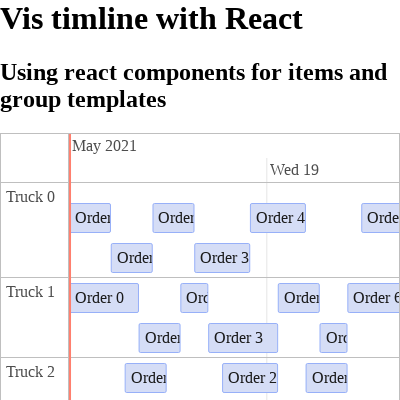 Vis timline with React
Using react components for items and
group templates
May 2021
Wed 19
Truck 0
Order
Order
Order 4
Orde
Order
Order 3
Truck 1
Order 0
Ord
Order
Order 6
Order
Order 3
Ord
Truck 2
Order
Order 2
Order